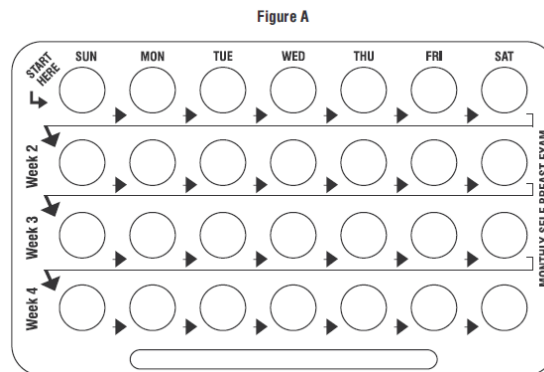 Figure A
START
HERE
SUN MON TUE WED THU FRI SAT
Week 2
Week 3
Week 4
MONTHLY SELF BREAST EXAM